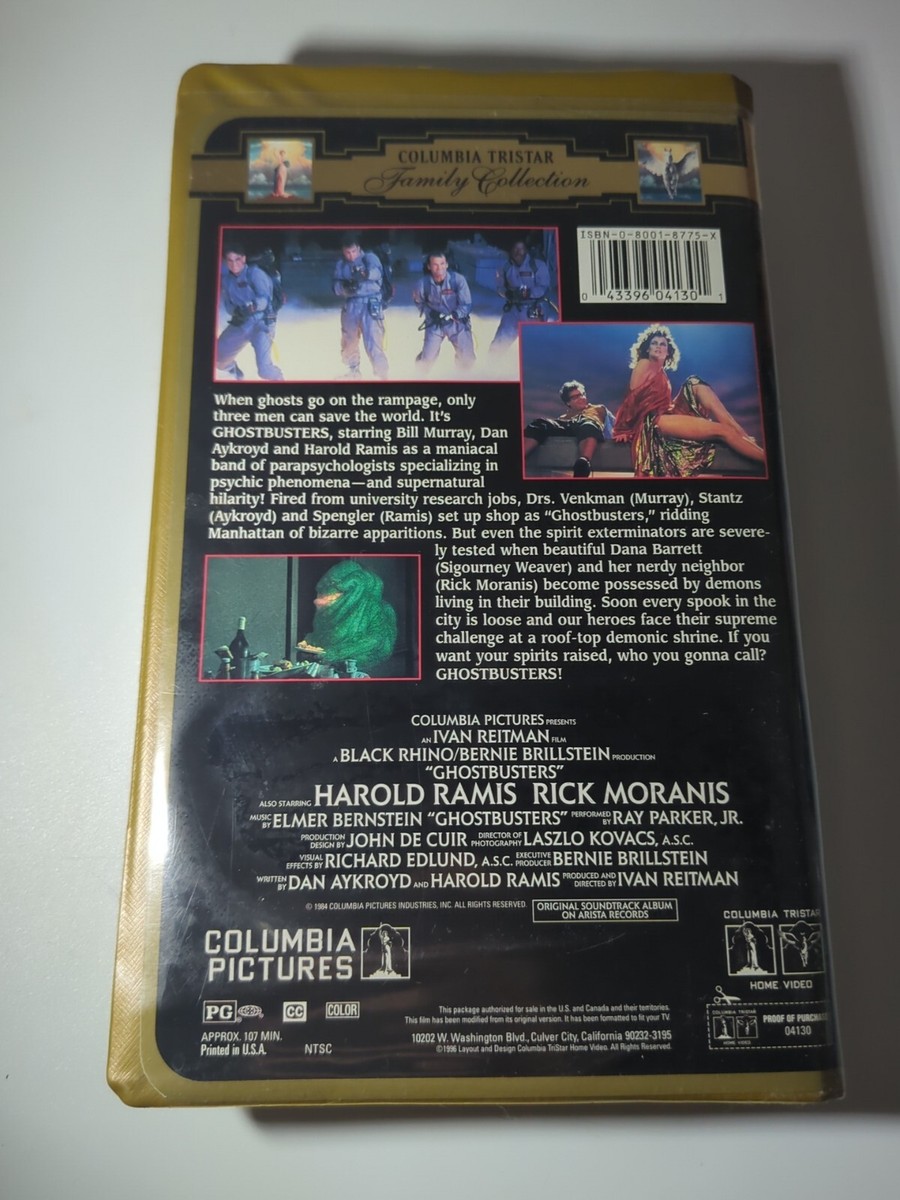 COLUMBIA TRISTAR
Family Collection
ISBN-0-8001-8775-X
0 43396 04130 1
When ghosts go on the rampage, only
three men can save the world. It's
GHOSTBUSTERS, starring Bill Murray, Dan
Aykroyd and Harold Ramis as a maniacal
band of parapsychologists specializing in
psychic phenomena—and supernatural
hilarity! Fired from university research jobs, Drs. Venkman (Murray), Stantz
(Aykroyd) and Spengler (Ramis) set up shop as "Ghostbusters," ridding
Manhattan of bizarre apparitions. But even the spirit exterminators are severe-
ly tested when beautiful Dana Barrett
(Sigourney Weaver) and her nerdy neighbor
(Rick Moranis) become possessed by demons
living in their building. Soon every spook in the
city is loose and our heroes face their supreme
challenge at a roof-top demonic shrine. If you
want your spirits raised, who you gonna call?
GHOSTBUSTERS!
COLUMBIA PICTURES PRESENTS
AN IVAN REITMAN FILM
A BLACK RHINO/BERNIE BRILLSTEIN PRODUCTION
"GHOSTBUSTERS"
ALSO STARRING HAROLD RAMIS RICK MORANIS
MUSIC BY ELMER BERNSTEIN "GHOSTBUSTERS" PERFORMED BY RAY PARKER, JR.
PRODUCTION DESIGN BY JOHN DE CUIR DIRECTOR OF PHOTOGRAPHY LASZLO KOVACS, A.S.C.
VISUAL EFFECTS BY RICHARD EDLUND, A.S.C. EXECUTIVE PRODUCER BERNIE BRILLSTEIN
WRITTEN BY DAN AYKROYD AND HAROLD RAMIS PRODUCED AND DIRECTED BY IVAN REITMAN
© 1984 COLUMBIA PICTURES INDUSTRIES, INC. ALL RIGHTS RESERVED.
ORIGINAL SOUNDTRACK ALBUM
ON ARISTA RECORDS
COLUMBIA
PICTURES
COLUMBIA TRISTAR
HOME VIDEO
PG
CC
COLOR
APPROX. 107 MIN.
Printed in U.S.A.
NTSC
This package authorized for sale in the U.S. and Canada and their territories.
This film has been modified from its original version. It has been formatted to fit your TV.
10202 W. Washington Blvd., Culver City, California 90232-3195
©1996 Layout and Design Columbia TriStar Home Video. All Rights Reserved.
COLUMBIA TRISTAR
HOME VIDEO
PROOF OF PURCHA
04130